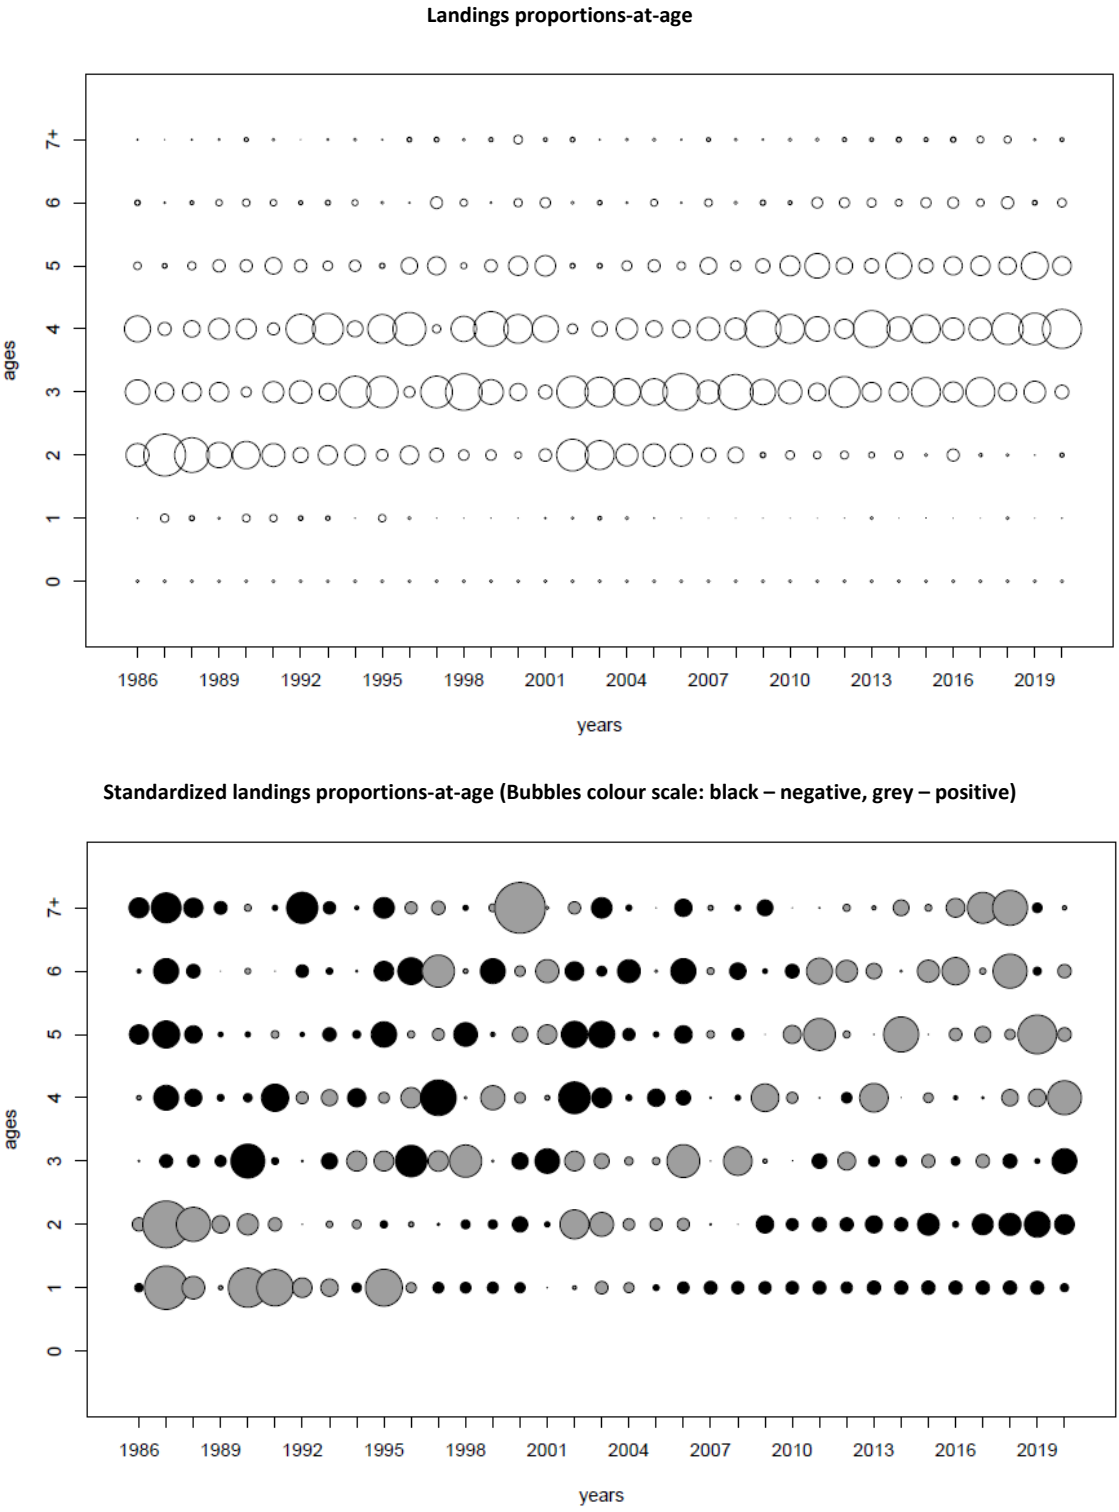 Landings proportions-at-age
7+
6
5
4
3
2
1
0
ages
1986 1989 1992 1995 1998 2001 2004 2007 2010 2013 2016 2019
years
Standardized landings proportions-at-age (Bubbles colour scale: black – negative, grey – positive)
7+
6
5
4
3
2
1
0
ages
1986 1989 1992 1995 1998 2001 2004 2007 2010 2013 2016 2019
years